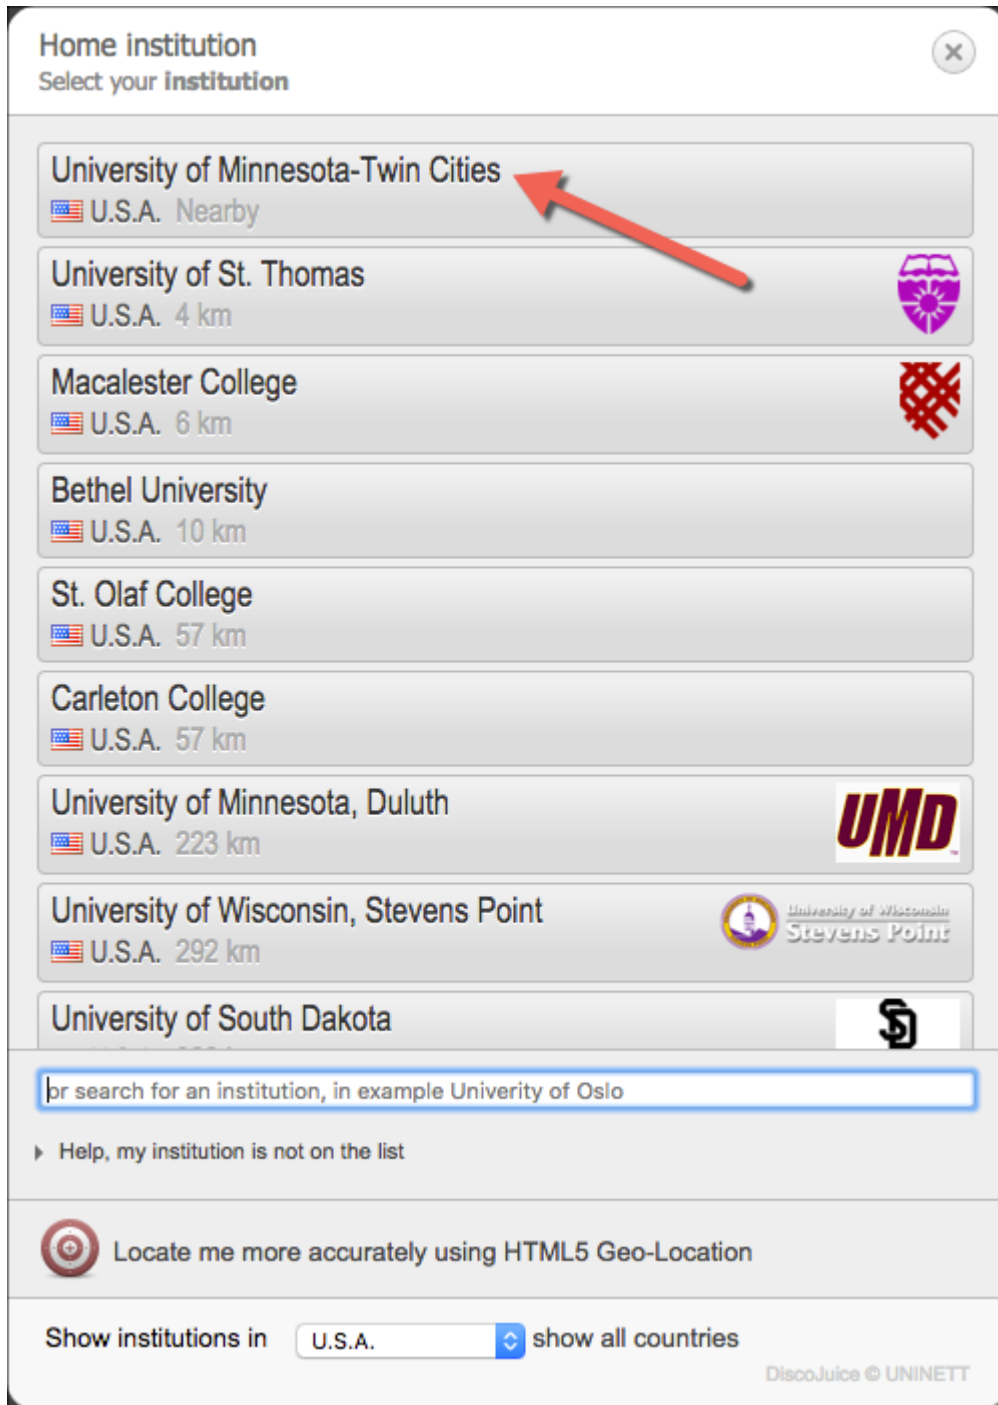 Home institution
Select your institution
University of Minnesota-Twin Cities
U.S.A. Nearby
University of St. Thomas
U.S.A. 4 km
Macalester College
U.S.A. 6 km
Bethel University
U.S.A. 10 km
St. Olaf College
U.S.A. 57 km
Carleton College
U.S.A. 57 km
University of Minnesota, Duluth
U.S.A. 223 km
UMD
University of Wisconsin, Stevens Point
U.S.A. 292 km
University of Wisconsin
Stevens Point
University of South Dakota
SD
or search for an institution, in example Univerity of Oslo
Help, my institution is not on the list
Locate me more accurately using HTML5 Geo-Location
Show institutions in U.S.A. show all countries
DiscoJuice © UNINETT